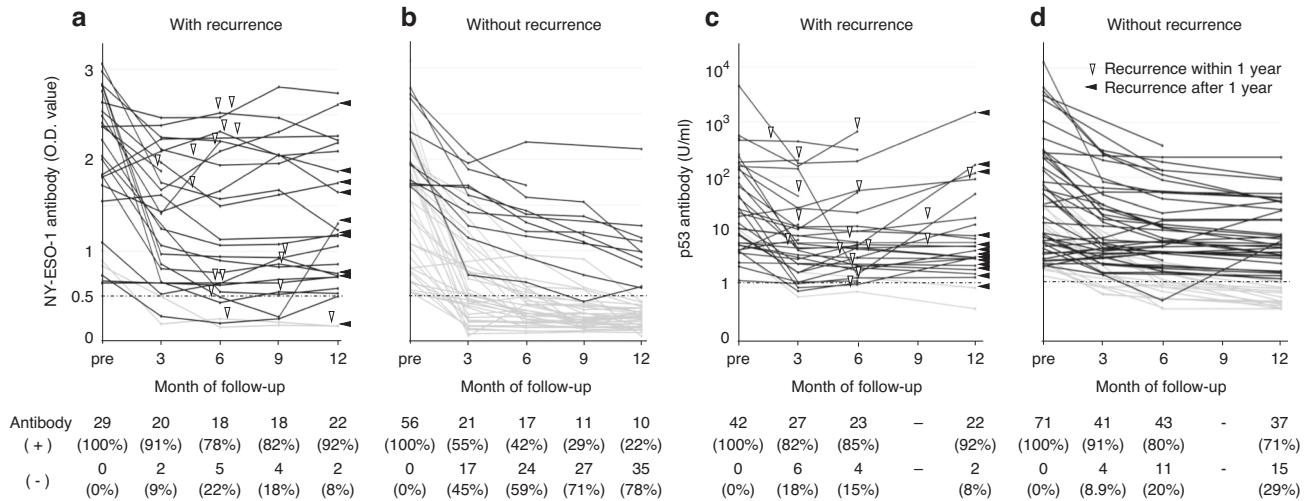 a
With recurrence
NY-ESO-1 antibody (O.D. value)
3
2
1
0.5
0
pre 3 6 9 12
Month of follow-up
b
Without recurrence
pre 3 6 9 12
Month of follow-up
c
With recurrence
p53 antibody (U/ml)
10^4
10^3
10^2
10
1
0
pre 3 6 9 12
Month of follow-up
d
Without recurrence
Recurrence within 1 year
Recurrence after 1 year
pre 3 6 9 12
Month of follow-up
Antibody 29 20 18 18 22 56 21 17 11 10 42 27 23 – 22 71 41 43 - 37
(+) (100%) (91%) (78%) (82%) (92%) (100%) (55%) (42%) (29%) (22%) (100%) (82%) (85%) (92%) (100%) (91%) (80%) (71%)
0 2 5 4 2 0 17 24 27 35 0 6 4 – 2 0 4 11 - 15
(-) (0%) (9%) (22%) (18%) (8%) (0%) (45%) (59%) (71%) (78%) (0%) (18%) (15%) (8%) (0%) (8.9%) (20%) (29%)